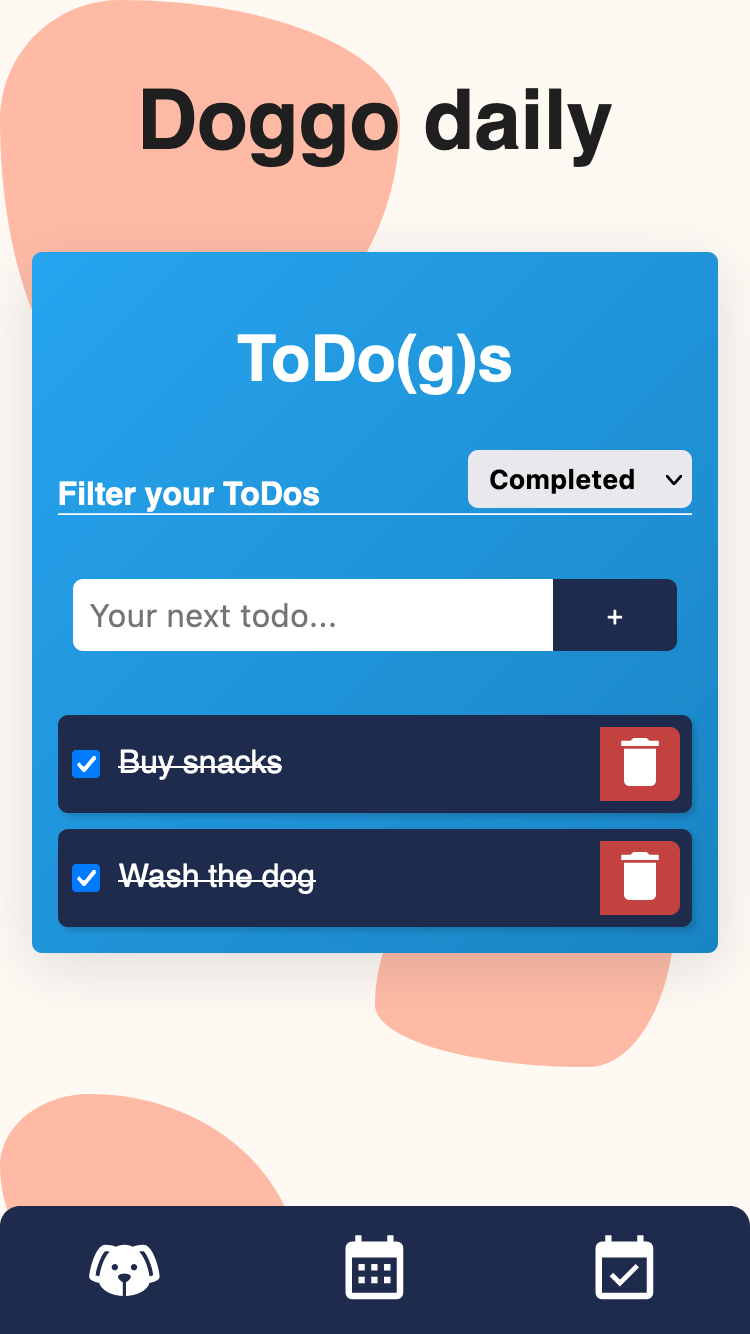 Doggo daily
ToDo(g)s
Filter your ToDos
Completed
Your next todo...
+
Buy snacks
Wash the dog